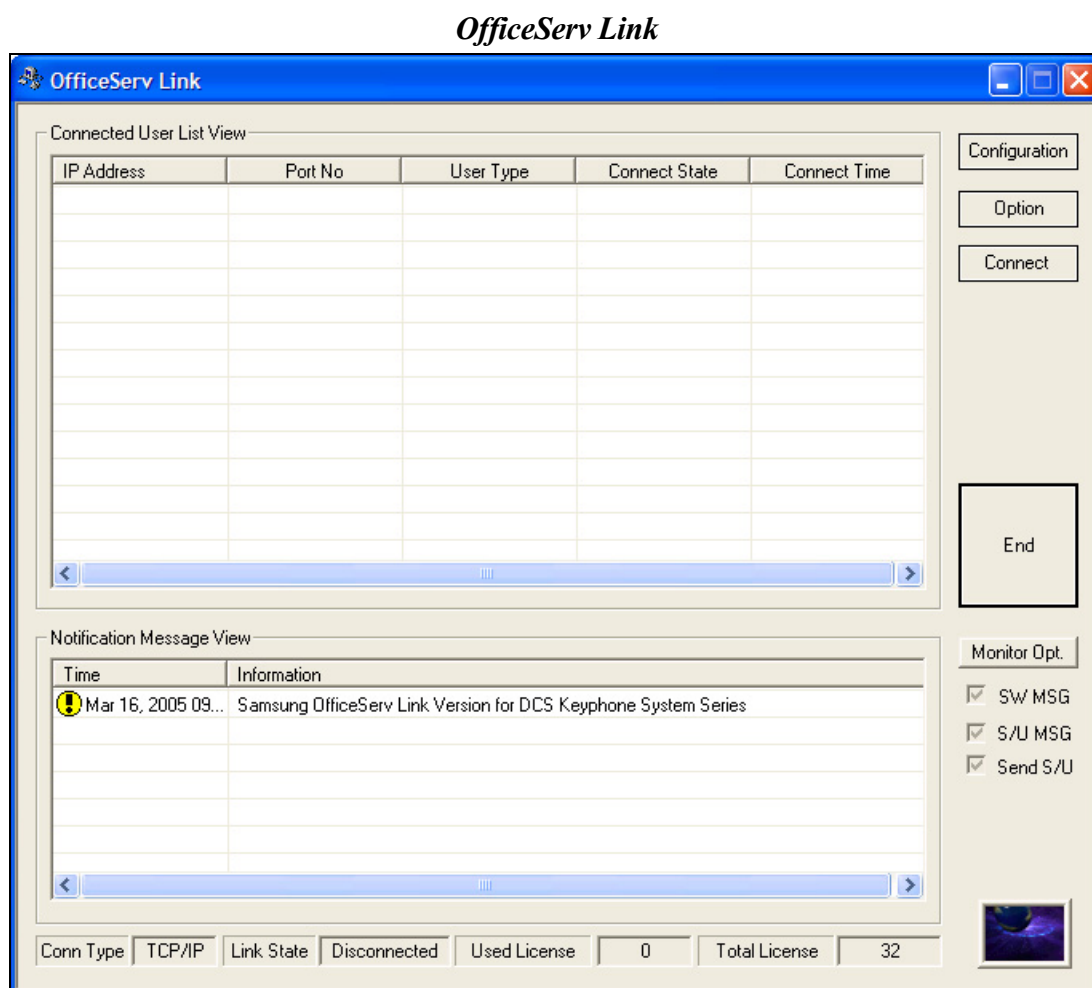 OfficeServ Link
OfficeServ Link
Connected User List View
IP Address Port No User Type Connect State Connect Time
Configuration
Option
Connect
End
Notification Message View
Time Information
Mar 16, 2005 09... Samsung OfficeServ Link Version for DCS Keyphone System Series
Monitor Opt.
SW MSG
S/U MSG
Send S/U
Conn Type TCP/IP Link State Disconnected Used License 0 Total License 32